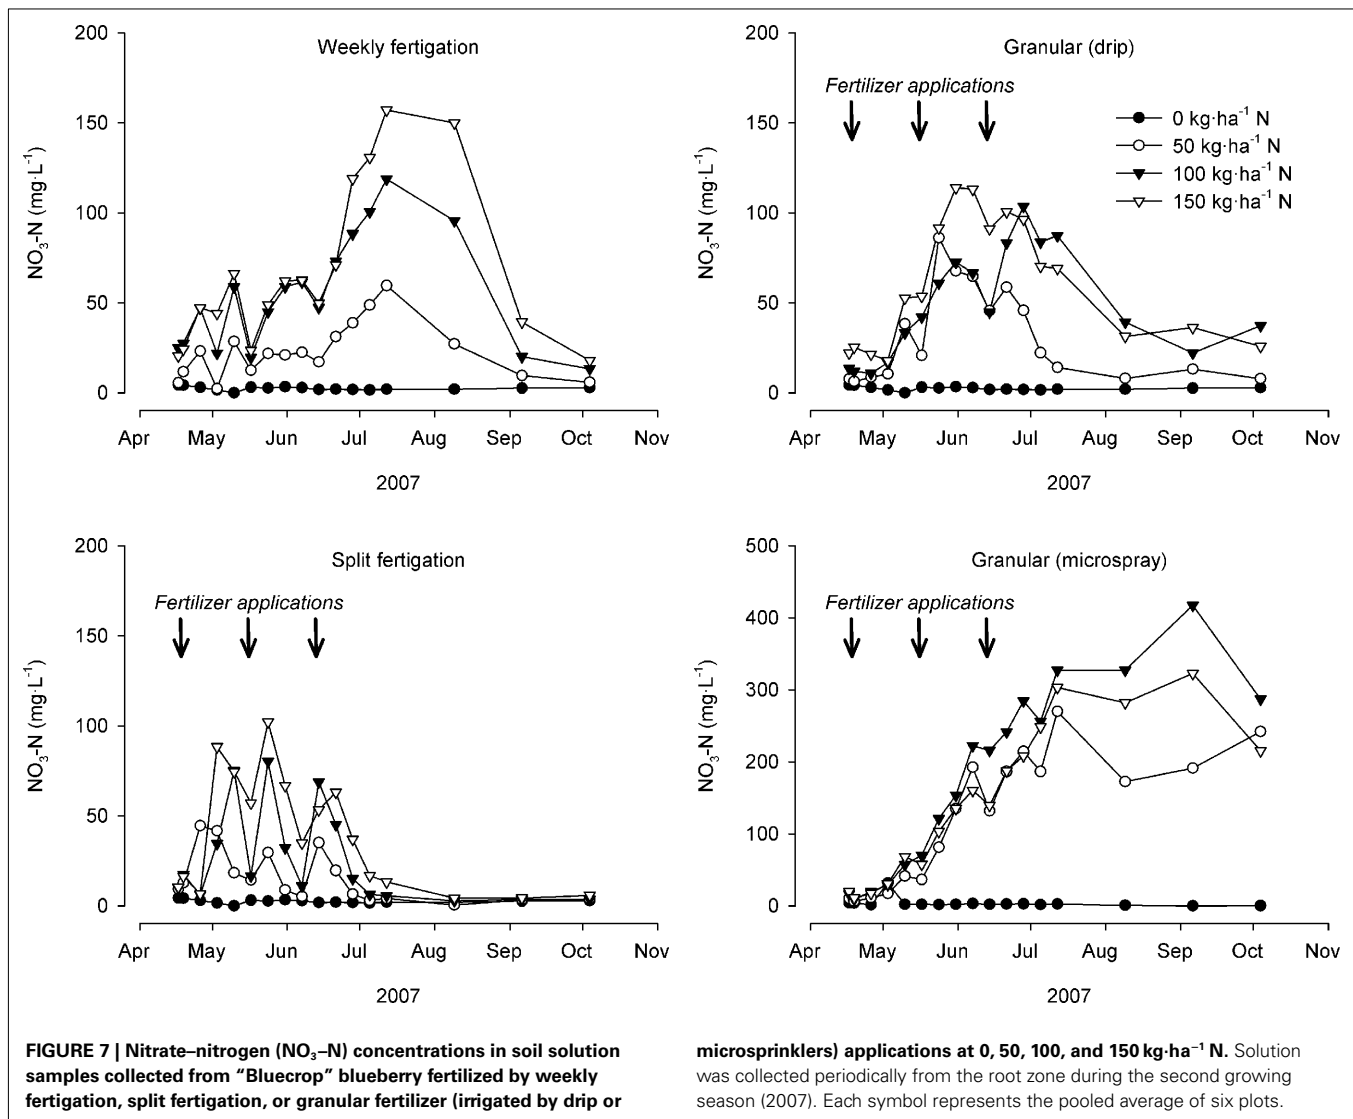 Weekly fertigation
200
150
100
50
0
NO₃-N (mg·L⁻¹)
Apr May Jun Jul Aug Sep Oct Nov
2007
Granular (drip)
Fertilizer applications
0 kg·ha⁻¹ N
50 kg·ha⁻¹ N
100 kg·ha⁻¹ N
150 kg·ha⁻¹ N
200
150
100
50
0
NO₃-N (mg·L⁻¹)
Apr May Jun Jul Aug Sep Oct Nov
2007
Split fertigation
Fertilizer applications
200
150
100
50
0
NO₃-N (mg·L⁻¹)
Apr May Jun Jul Aug Sep Oct Nov
2007
Granular (microspray)
Fertilizer applications
500
400
300
200
100
0
NO₃-N (mg·L⁻¹)
Apr May Jun Jul Aug Sep Oct Nov
2007
FIGURE 7 | Nitrate–nitrogen (NO₃–N) concentrations in soil solution
samples collected from “Bluecrop” blueberry fertilized by weekly
fertigation, split fertigation, or granular fertilizer (irrigated by drip or
microsprinklers) applications at 0, 50, 100, and 150 kg·ha⁻¹ N. Solution
was collected periodically from the root zone during the second growing
season (2007). Each symbol represents the pooled average of six plots.